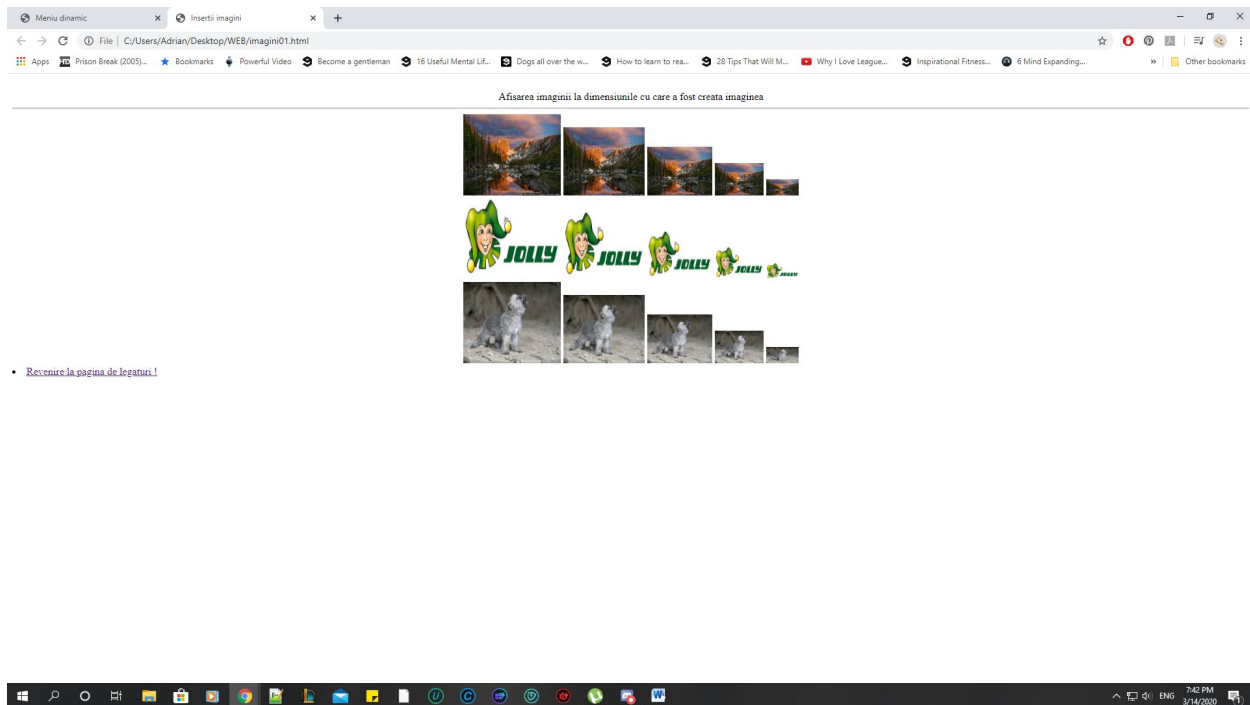 Meniu dinamic
Insertii imagini
File | C:/Users/Adrian/Desktop/WEB/imagini01.html
Apps Prison Break (2005)... Bookmarks Powerful Video Become a gentleman 16 Useful Mental Lif... Dogs all over the w... How to learn to rea... 28 Tips That Will M... Why I Love League... Inspirational Fitness... 6 Mind Expanding... » Other bookmarks
Afisarea imaginii la dimensiunile cu care a fost creata imaginea
JOLLY JOLLY JOLLY JOLLY JOLLY
• Revenire la pagina de legaturi !
ENG 7:42 PM
3/14/2020